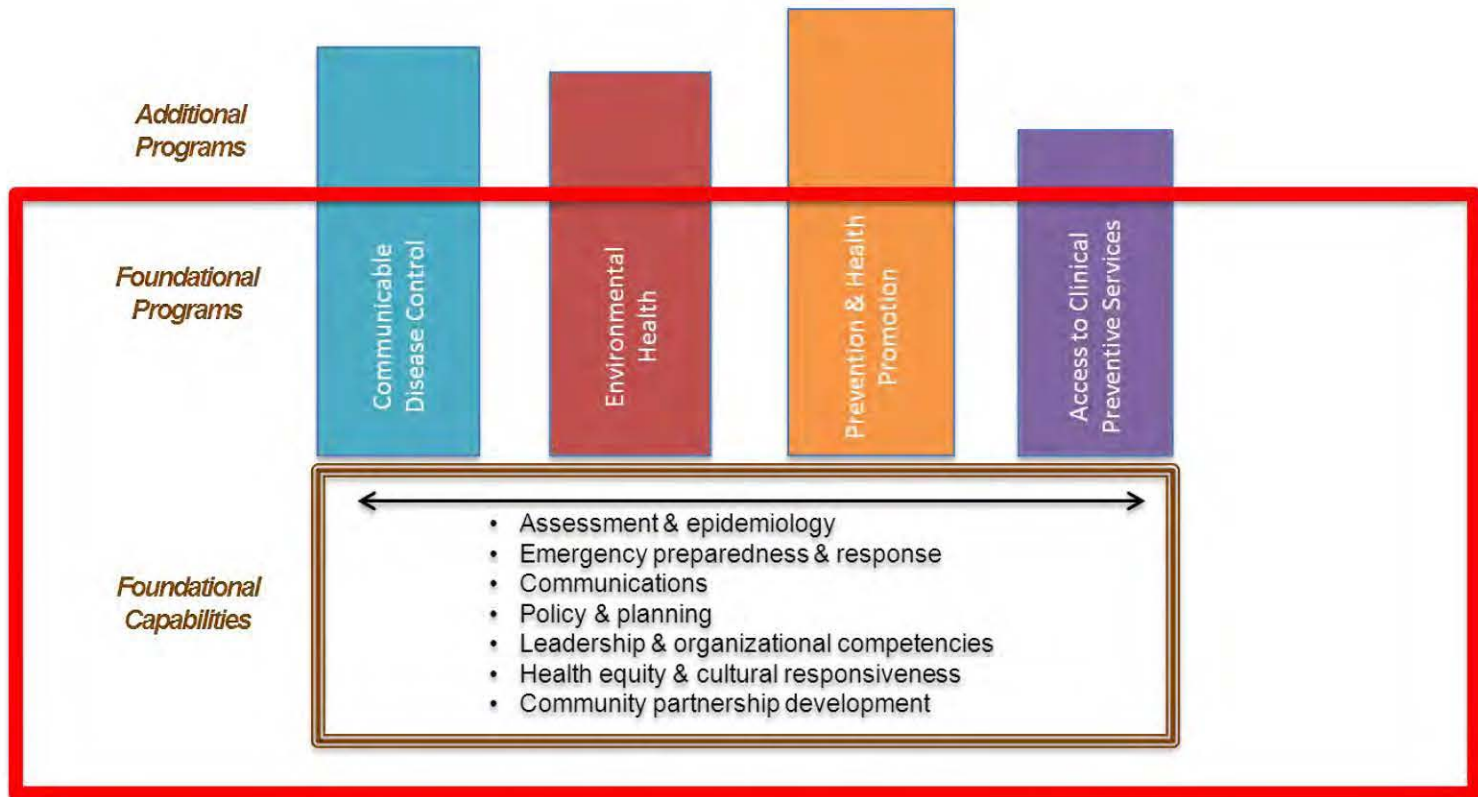 Additional
Programs
Foundational
Programs
Communicable
Disease Control
Environmental
Health
Prevention & Health
Promotion
Access to Clinical
Preventive Services
Foundational
Capabilities
• Assessment & epidemiology
• Emergency preparedness & response
• Communications
• Policy & planning
• Leadership & organizational competencies
• Health equity & cultural responsiveness
• Community partnership development